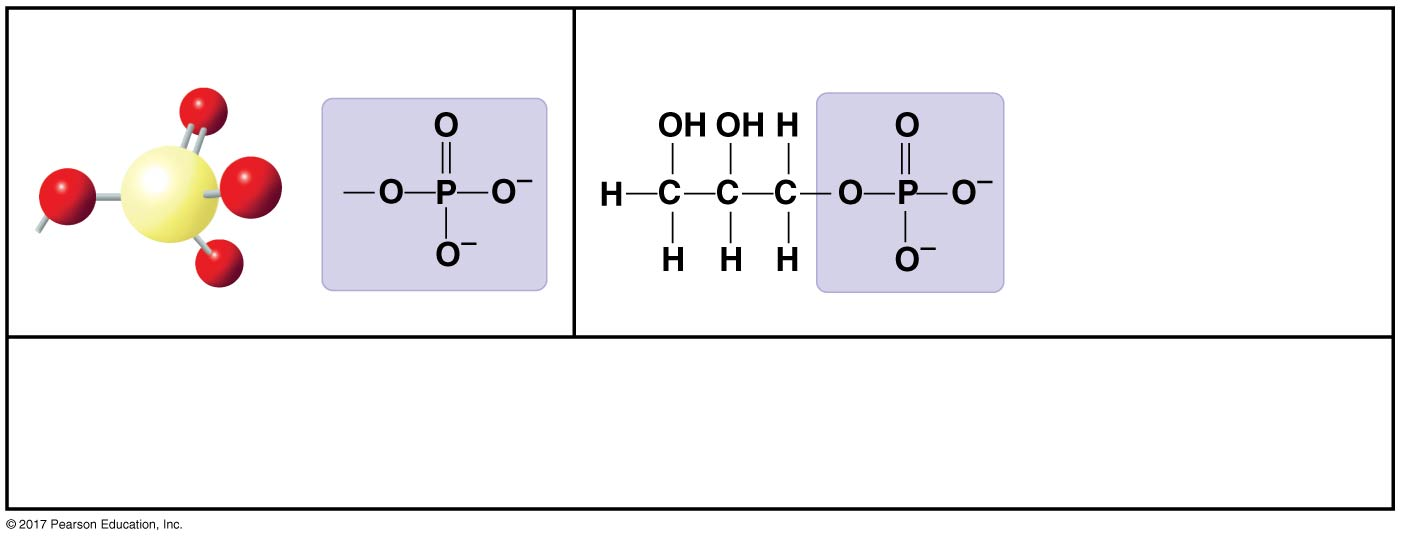 O
—O—P—O−
O−
OH OH H O
H—C—C—C—O—P—O−
H H H O−
© 2017 Pearson Education, Inc.